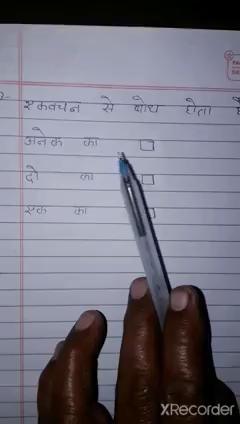 एकवचन से बोध होता
अनेक का
दो का
एक का
XRecorder